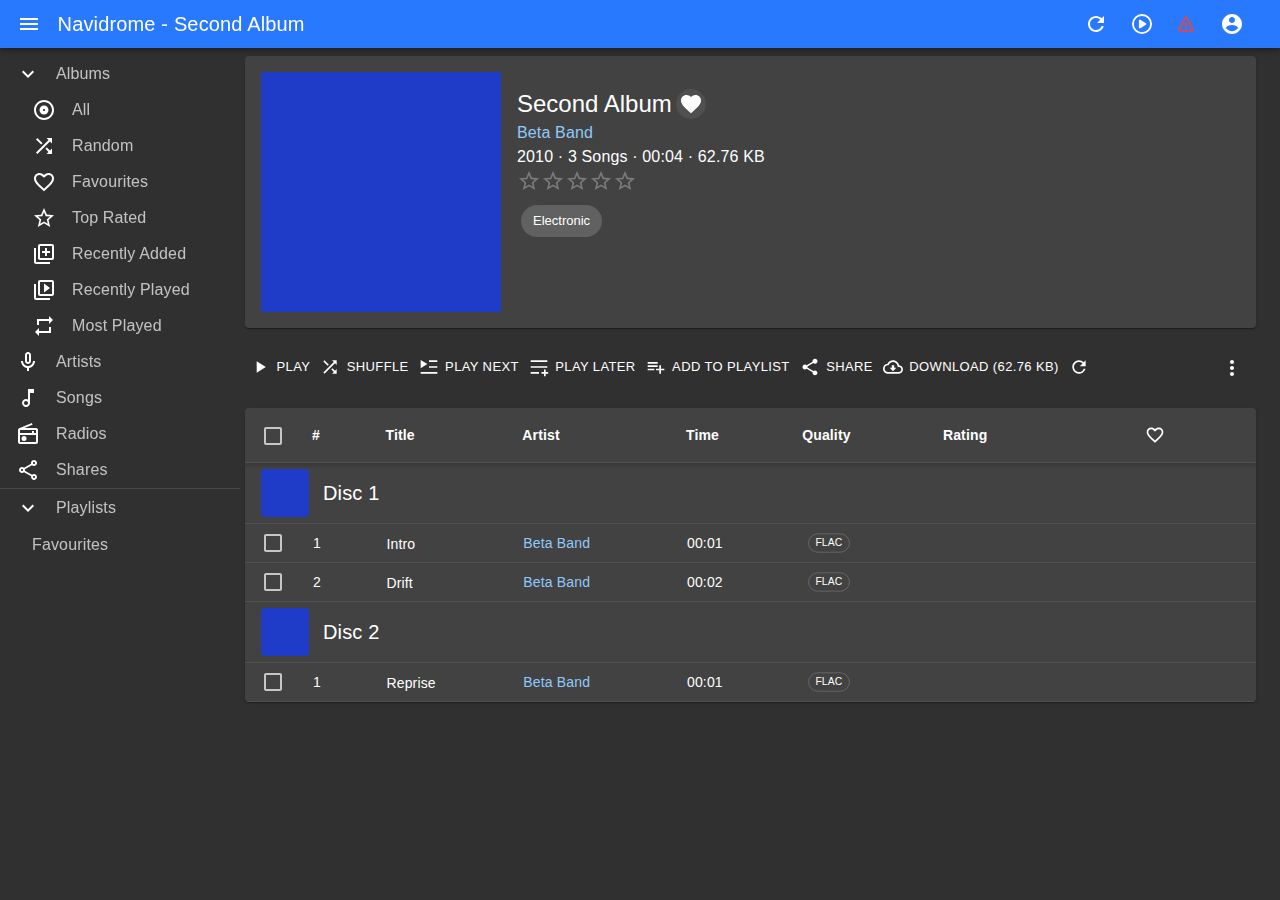 Navidrome - Second Album
Albums
All
Random
Favourites
Top Rated
Recently Added
Recently Played
Most Played
Artists
Songs
Radios
Shares
Playlists
Favourites
Second Album
Beta Band
2010 · 3 Songs · 00:04 · 62.76 KB
Electronic
PLAY SHUFFLE PLAY NEXT PLAY LATER ADD TO PLAYLIST SHARE DOWNLOAD (62.76 KB)
# Title Artist Time Quality Rating
Disc 1
1 Intro Beta Band 00:01 FLAC
2 Drift Beta Band 00:02 FLAC
Disc 2
1 Reprise Beta Band 00:01 FLAC